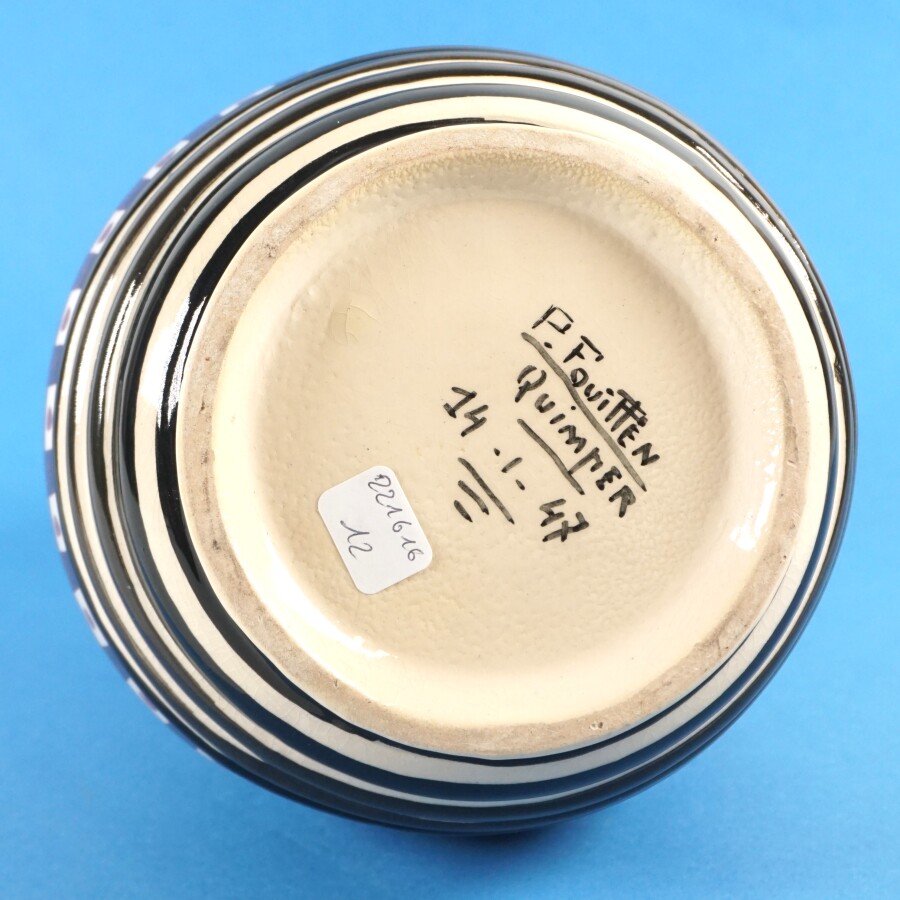 P. Fouillen
QUIMPER
14 .1. 47
221616
12